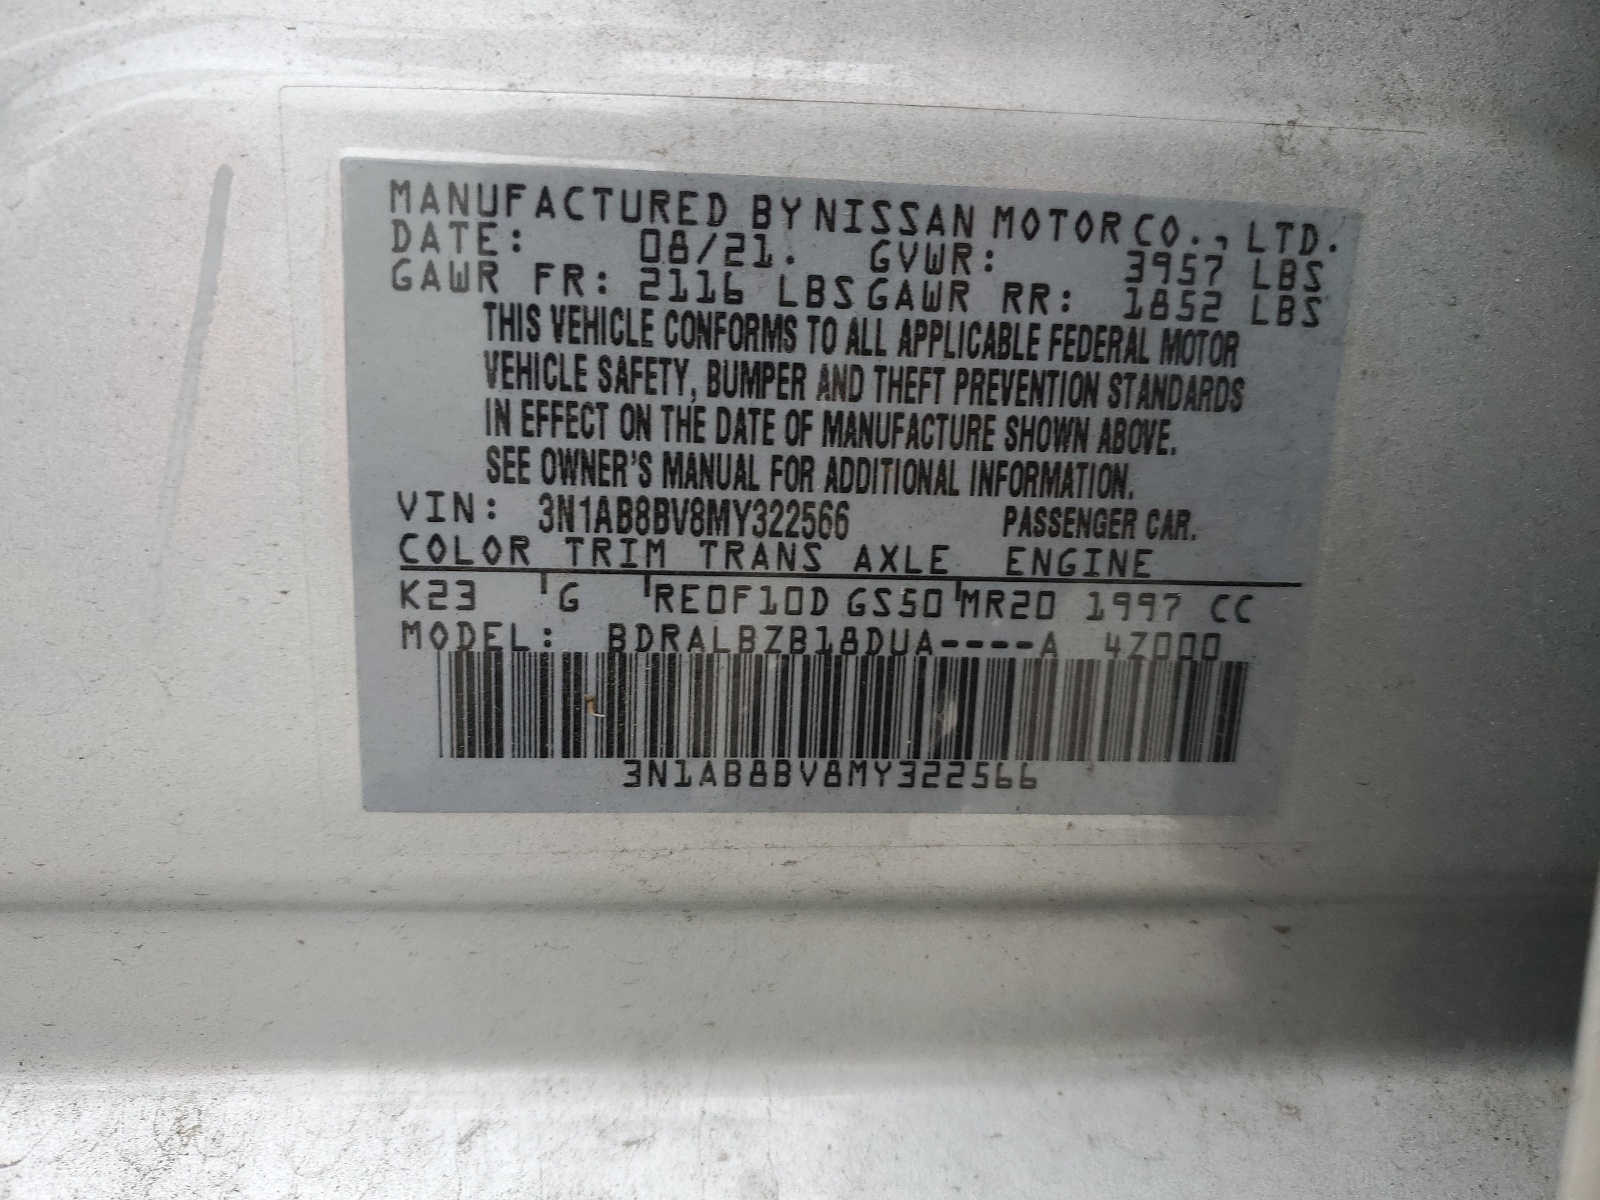 MANUFACTURED BY NISSAN MOTOR CO., LTD.
DATE: 08/21. GVWR: 3957 LBS
GAWR FR: 2116 LBS GAWR RR: 1852 LBS
THIS VEHICLE CONFORMS TO ALL APPLICABLE FEDERAL MOTOR
VEHICLE SAFETY, BUMPER AND THEFT PREVENTION STANDARDS
IN EFFECT ON THE DATE OF MANUFACTURE SHOWN ABOVE.
SEE OWNER'S MANUAL FOR ADDITIONAL INFORMATION.
VIN: 3N1AB8BV8MY322566 PASSENGER CAR.
COLOR TRIM TRANS AXLE ENGINE
K23 G RE0F10D GS50 MR20 1997 CC
MODEL: BDRALBZB18DUA----A 4Z000
3N1AB8BV8MY322566